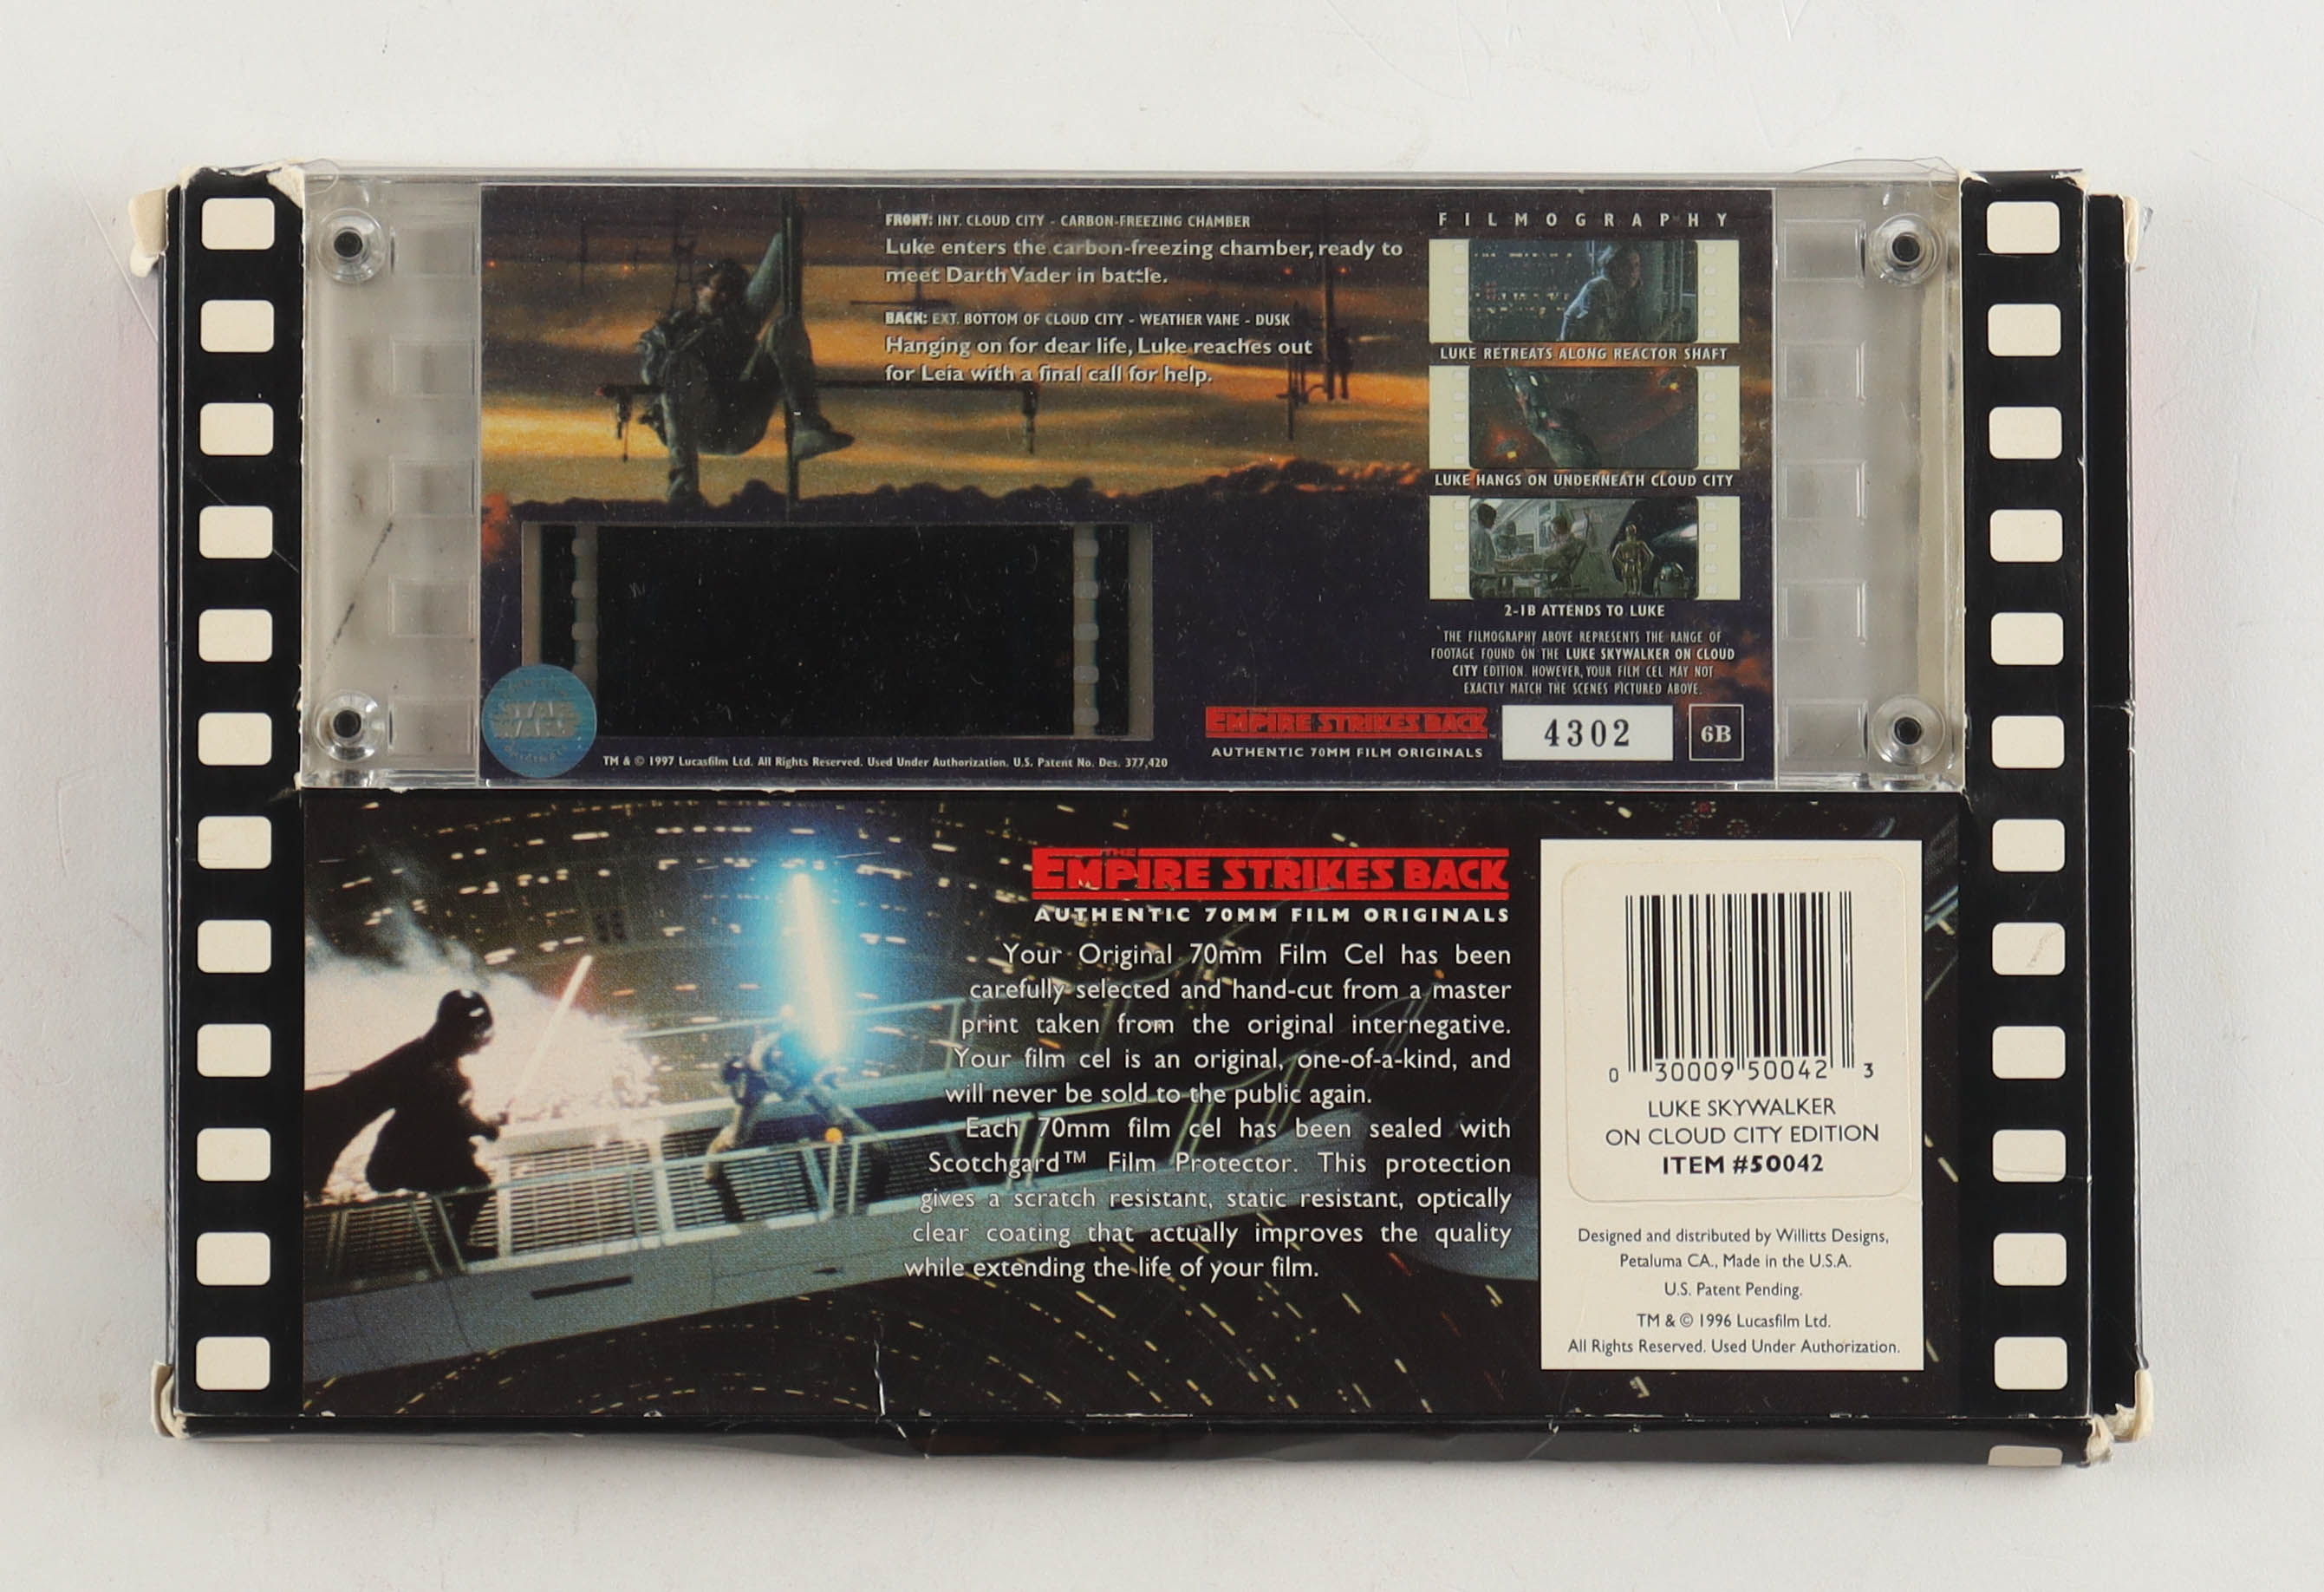 FRONT: INT. CLOUD CITY - CARBON-FREEZING CHAMBER
Luke enters the carbon-freezing chamber, ready to
meet Darth Vader in battle.
BACK: EXT. BOTTOM OF CLOUD CITY - WEATHER VANE - DUSK
Hanging on for dear life, Luke reaches out
for Leia with a final call for help.
FILMOGRAPHY
LUKE RETREATS ALONG REACTOR SHAFT
LUKE HANGS ON UNDERNEATH CLOUD CITY
2-1B ATTENDS TO LUKE
THE FILMOGRAPHY ABOVE REPRESENTS THE RANGE OF
FOOTAGE FOUND ON THE LUKE SKYWALKER ON CLOUD
CITY EDITION. HOWEVER, YOUR FILM CEL MAY NOT
EXACTLY MATCH THE SCENES PICTURED ABOVE.
STAR
WARS
EMPIRE STRIKES BACK
AUTHENTIC 70MM FILM ORIGINALS
4302
6B
TM & © 1997 Lucasfilm Ltd. All Rights Reserved. Used Under Authorization. U.S. Patent No. Des. 377,420
THE
EMPIRE STRIKES BACK
AUTHENTIC 70MM FILM ORIGINALS
Your Original 70mm Film Cel has been
carefully selected and hand-cut from a master
print taken from the original internegative.
Your film cel is an original, one-of-a-kind, and
will never be sold to the public again.
Each 70mm film cel has been sealed with
Scotchgard™ Film Protector. This protection
gives a scratch resistant, static resistant, optically
clear coating that actually improves the quality
while extending the life of your film.
0 30009 50042 3
LUKE SKYWALKER
ON CLOUD CITY EDITION
ITEM #50042
Designed and distributed by Willitts Designs,
Petaluma CA., Made in the U.S.A.
U.S. Patent Pending.
TM & © 1996 Lucasfilm Ltd.
All Rights Reserved. Used Under Authorization.